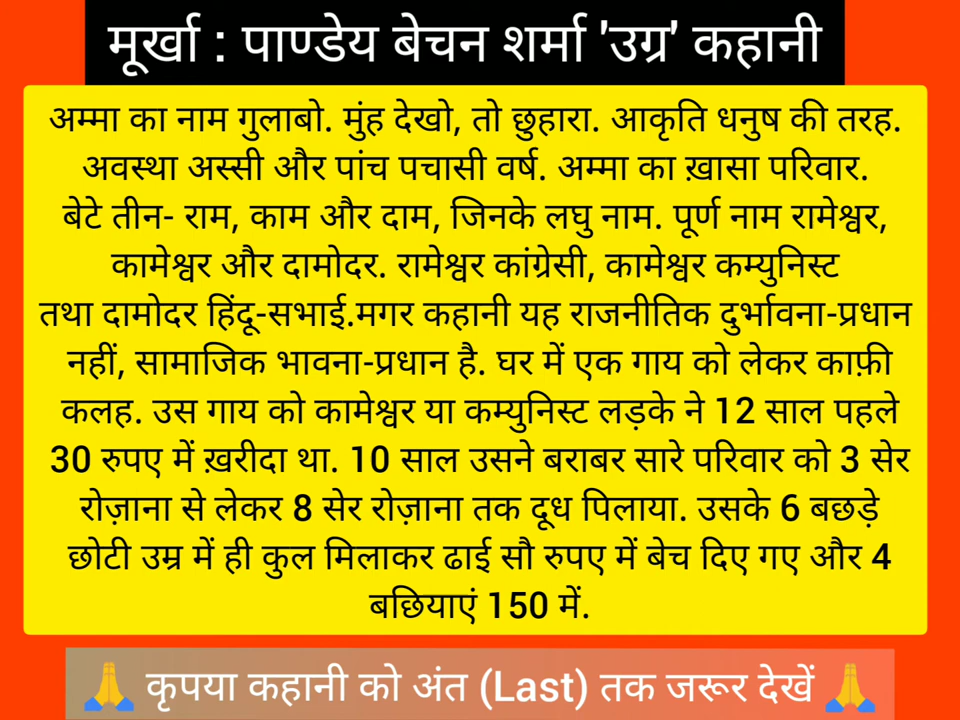 मूर्खा : पाण्डेय बेचन शर्मा 'उग्र' कहानी
अम्मा का नाम गुलाबो. मुंह देखो, तो छुहारा. आकृति धनुष की तरह.
अवस्था अस्सी और पांच पचासी वर्ष. अम्मा का ख़ासा परिवार.
बेटे तीन- राम, काम और दाम, जिनके लघु नाम. पूर्ण नाम रामेश्वर,
कामेश्वर और दामोदर. रामेश्वर कांग्रेसी, कामेश्वर कम्युनिस्ट
तथा दामोदर हिंदू-सभाई.मगर कहानी यह राजनीतिक दुर्भावना-प्रधान
नहीं, सामाजिक भावना-प्रधान है. घर में एक गाय को लेकर काफ़ी
कलह. उस गाय को कामेश्वर या कम्युनिस्ट लड़के ने 12 साल पहले
30 रुपए में ख़रीदा था. 10 साल उसने बराबर सारे परिवार को 3 सेर
रोज़ाना से लेकर 8 सेर रोज़ाना तक दूध पिलाया. उसके 6 बछड़े
छोटी उम्र में ही कुल मिलाकर ढाई सौ रुपए में बेच दिए गए और 4
बछियाएं 150 में.
🙏 कृपया कहानी को अंत (Last) तक जरूर देखें 🙏